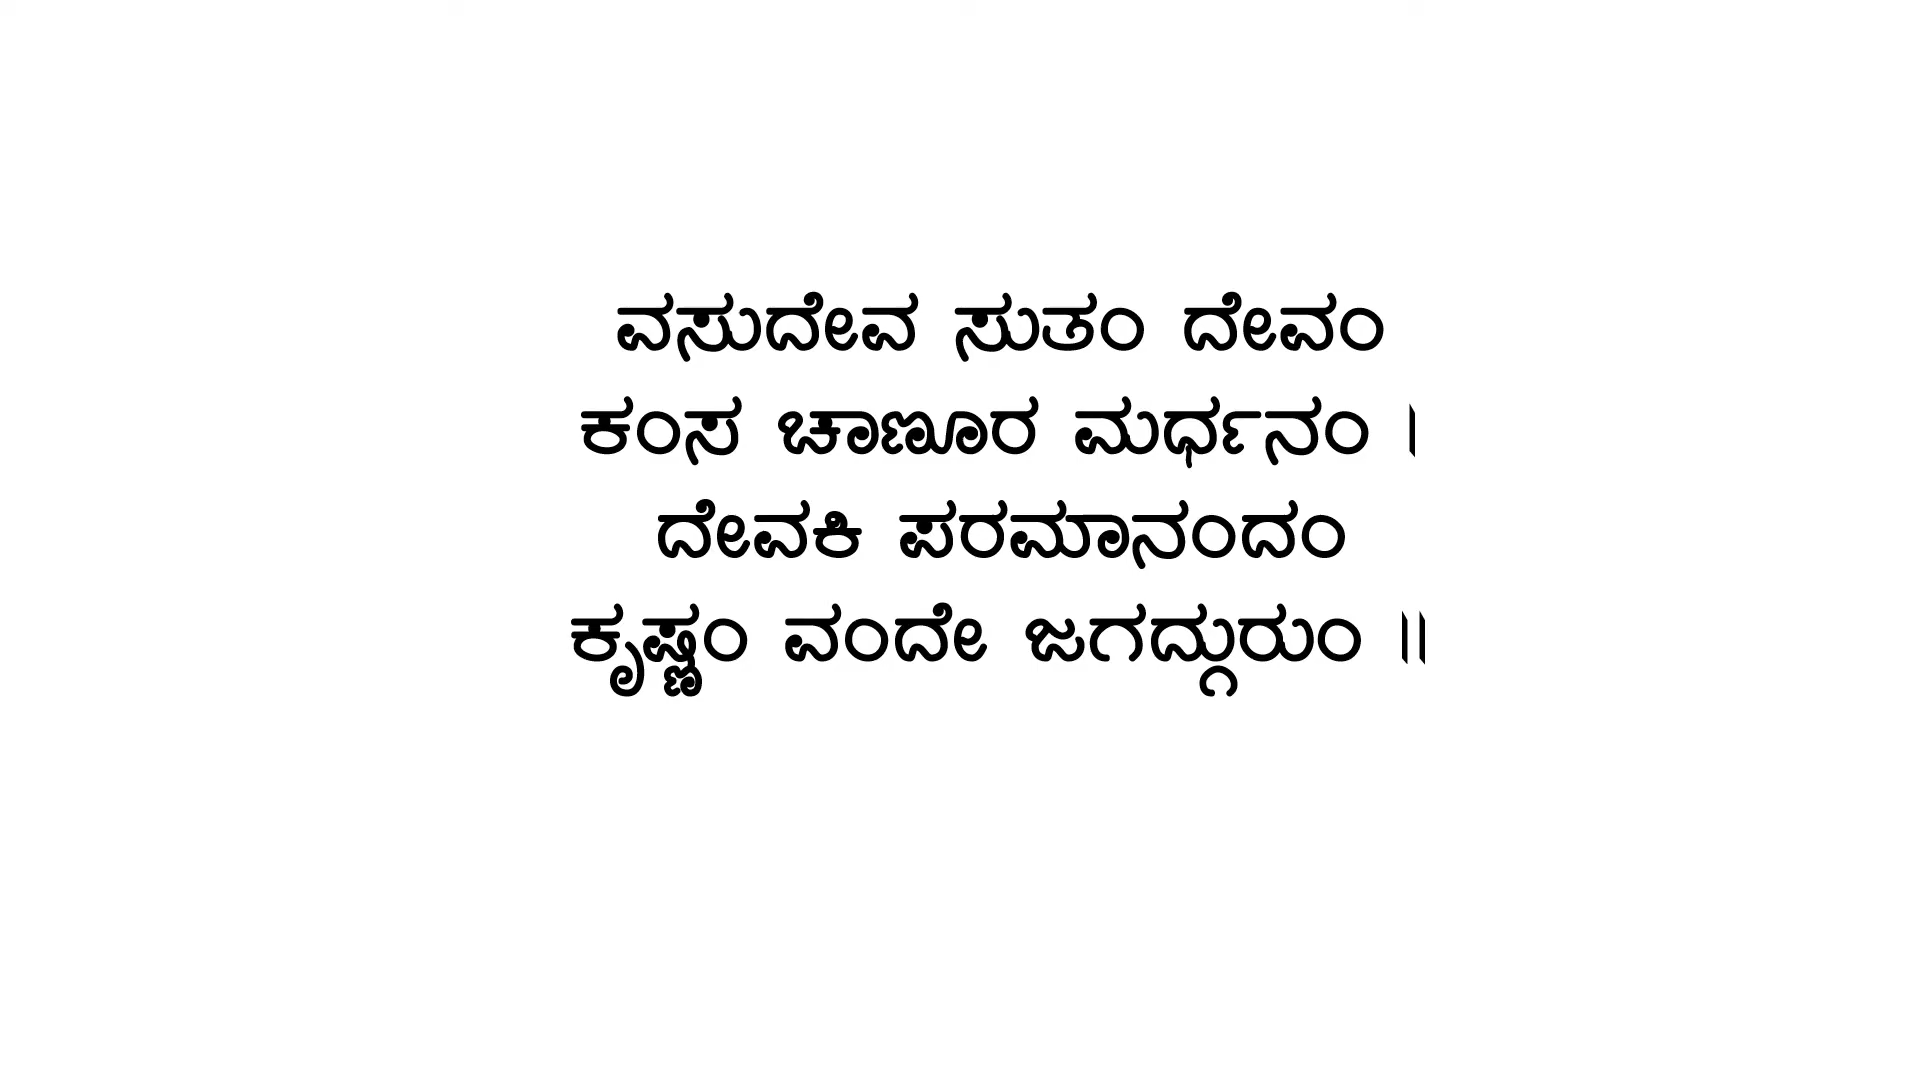 ವಸುದೇವ ಸುತಂ ದೇವಂ
ಕಂಸ ಚಾಣೂರ ಮರ್ಧನಂ ।
ದೇವಕಿ ಪರಮಾನಂದಂ
ಕೃಷ್ಣಂ ವಂದೇ ಜಗದ್ಗುರುಂ ॥